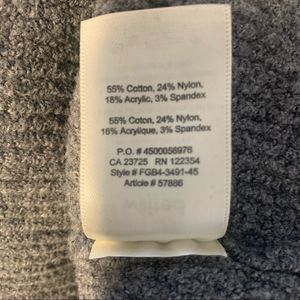 55% Cotton, 24% Nylon,
18% Acrylic, 3% Spandex
55% Coton, 24% Nylon,
18% Acrylique, 3% Spandex
P.O. # 4500056976
CA 23725 RN 122354
Style # FGB4-3491-45
Article # 57886